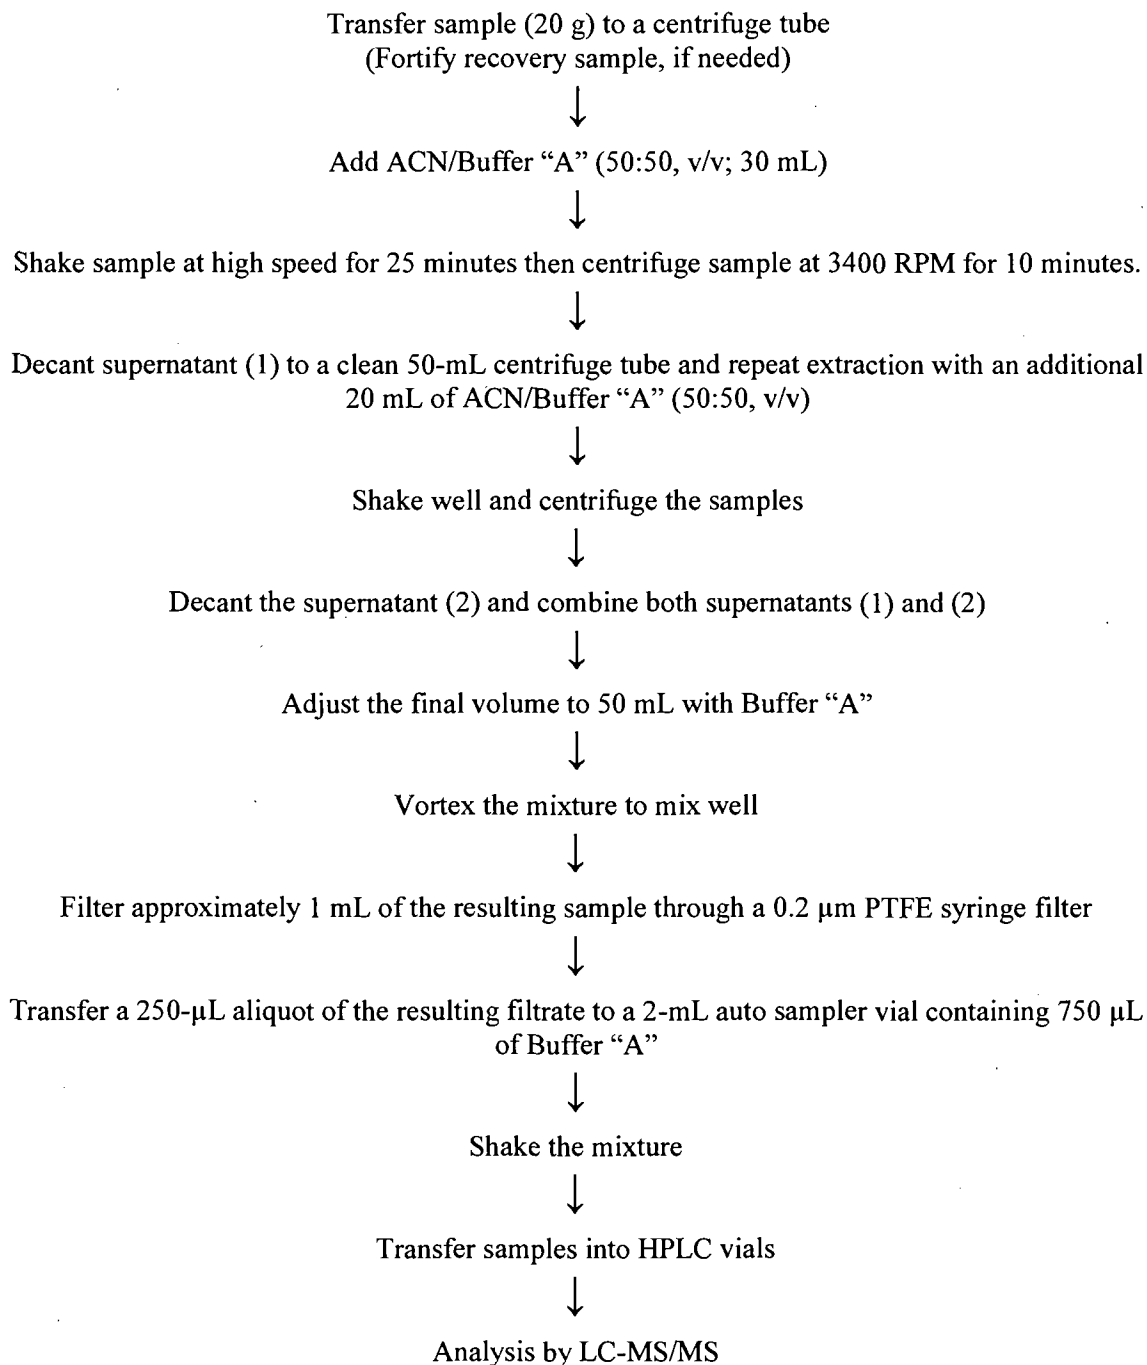 Transfer sample (20 g) to a centrifuge tube
(Fortify recovery sample, if needed)
↓
Add ACN/Buffer “A” (50:50, v/v; 30 mL)
↓
Shake sample at high speed for 25 minutes then centrifuge sample at 3400 RPM for 10 minutes.
↓
Decant supernatant (1) to a clean 50-mL centrifuge tube and repeat extraction with an additional
20 mL of ACN/Buffer “A” (50:50, v/v)
↓
Shake well and centrifuge the samples
↓
Decant the supernatant (2) and combine both supernatants (1) and (2)
↓
Adjust the final volume to 50 mL with Buffer “A”
↓
Vortex the mixture to mix well
↓
Filter approximately 1 mL of the resulting sample through a 0.2 μm PTFE syringe filter
↓
Transfer a 250-μL aliquot of the resulting filtrate to a 2-mL auto sampler vial containing 750 μL
of Buffer “A”
↓
Shake the mixture
↓
Transfer samples into HPLC vials
↓
Analysis by LC-MS/MS